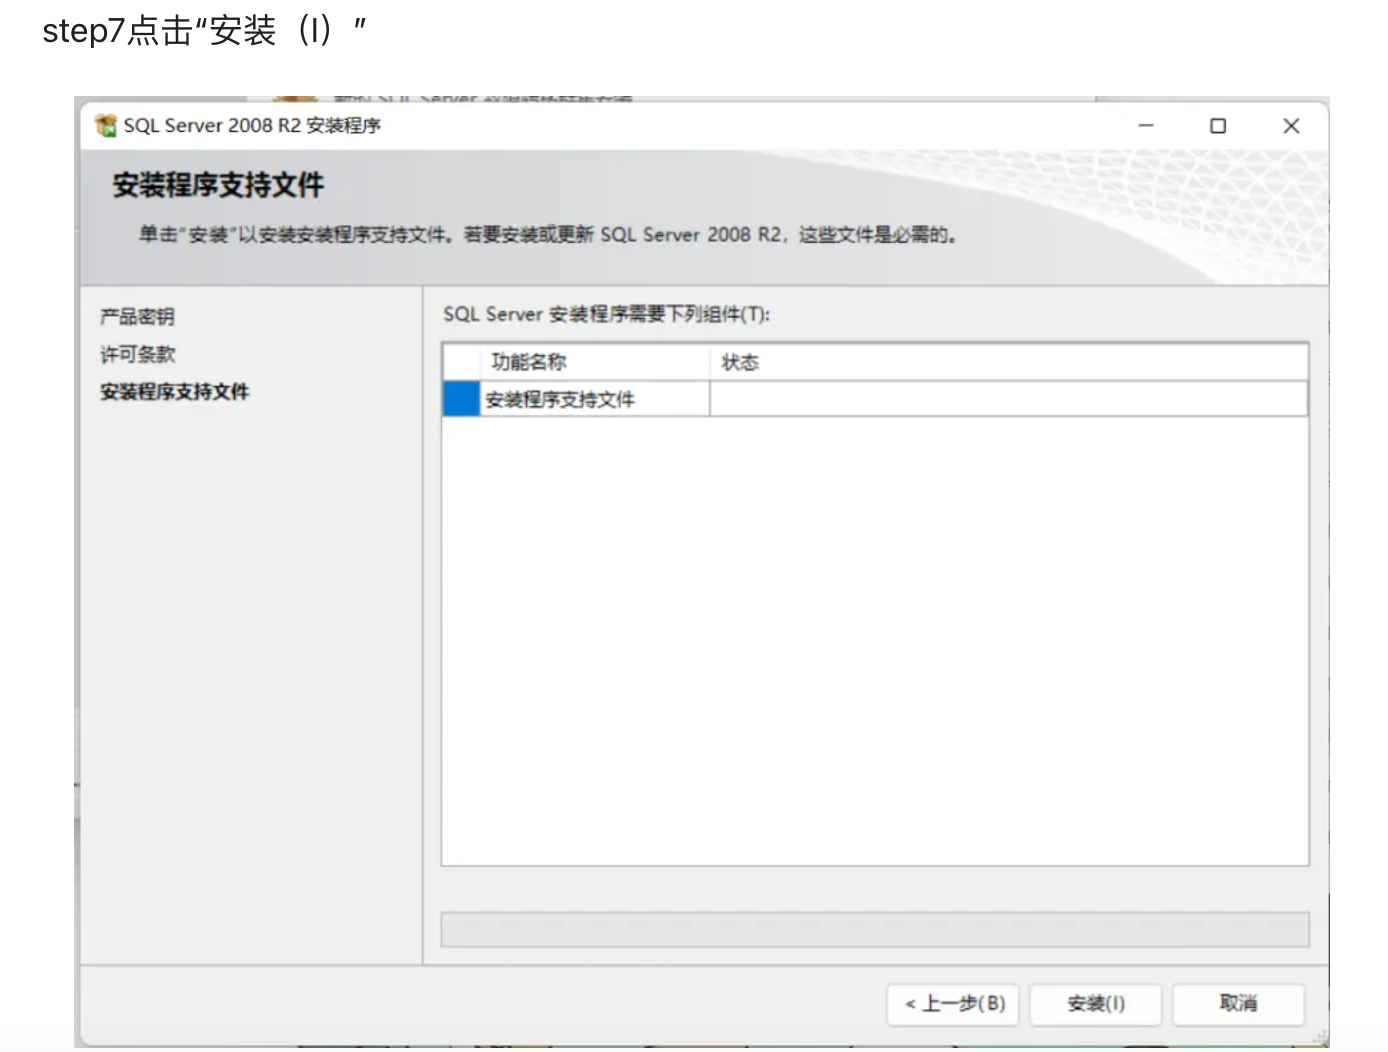 step7点击“安装（I）”
SQL Server 2008 R2 安装程序
安装程序支持文件
单击"安装"以安装安装程序支持文件。若要安装或更新 SQL Server 2008 R2，这些文件是必需的。
产品密钥
许可条款
安装程序支持文件
SQL Server 安装程序需要下列组件(T):
功能名称 状态
安装程序支持文件
< 上一步(B) 安装(I) 取消